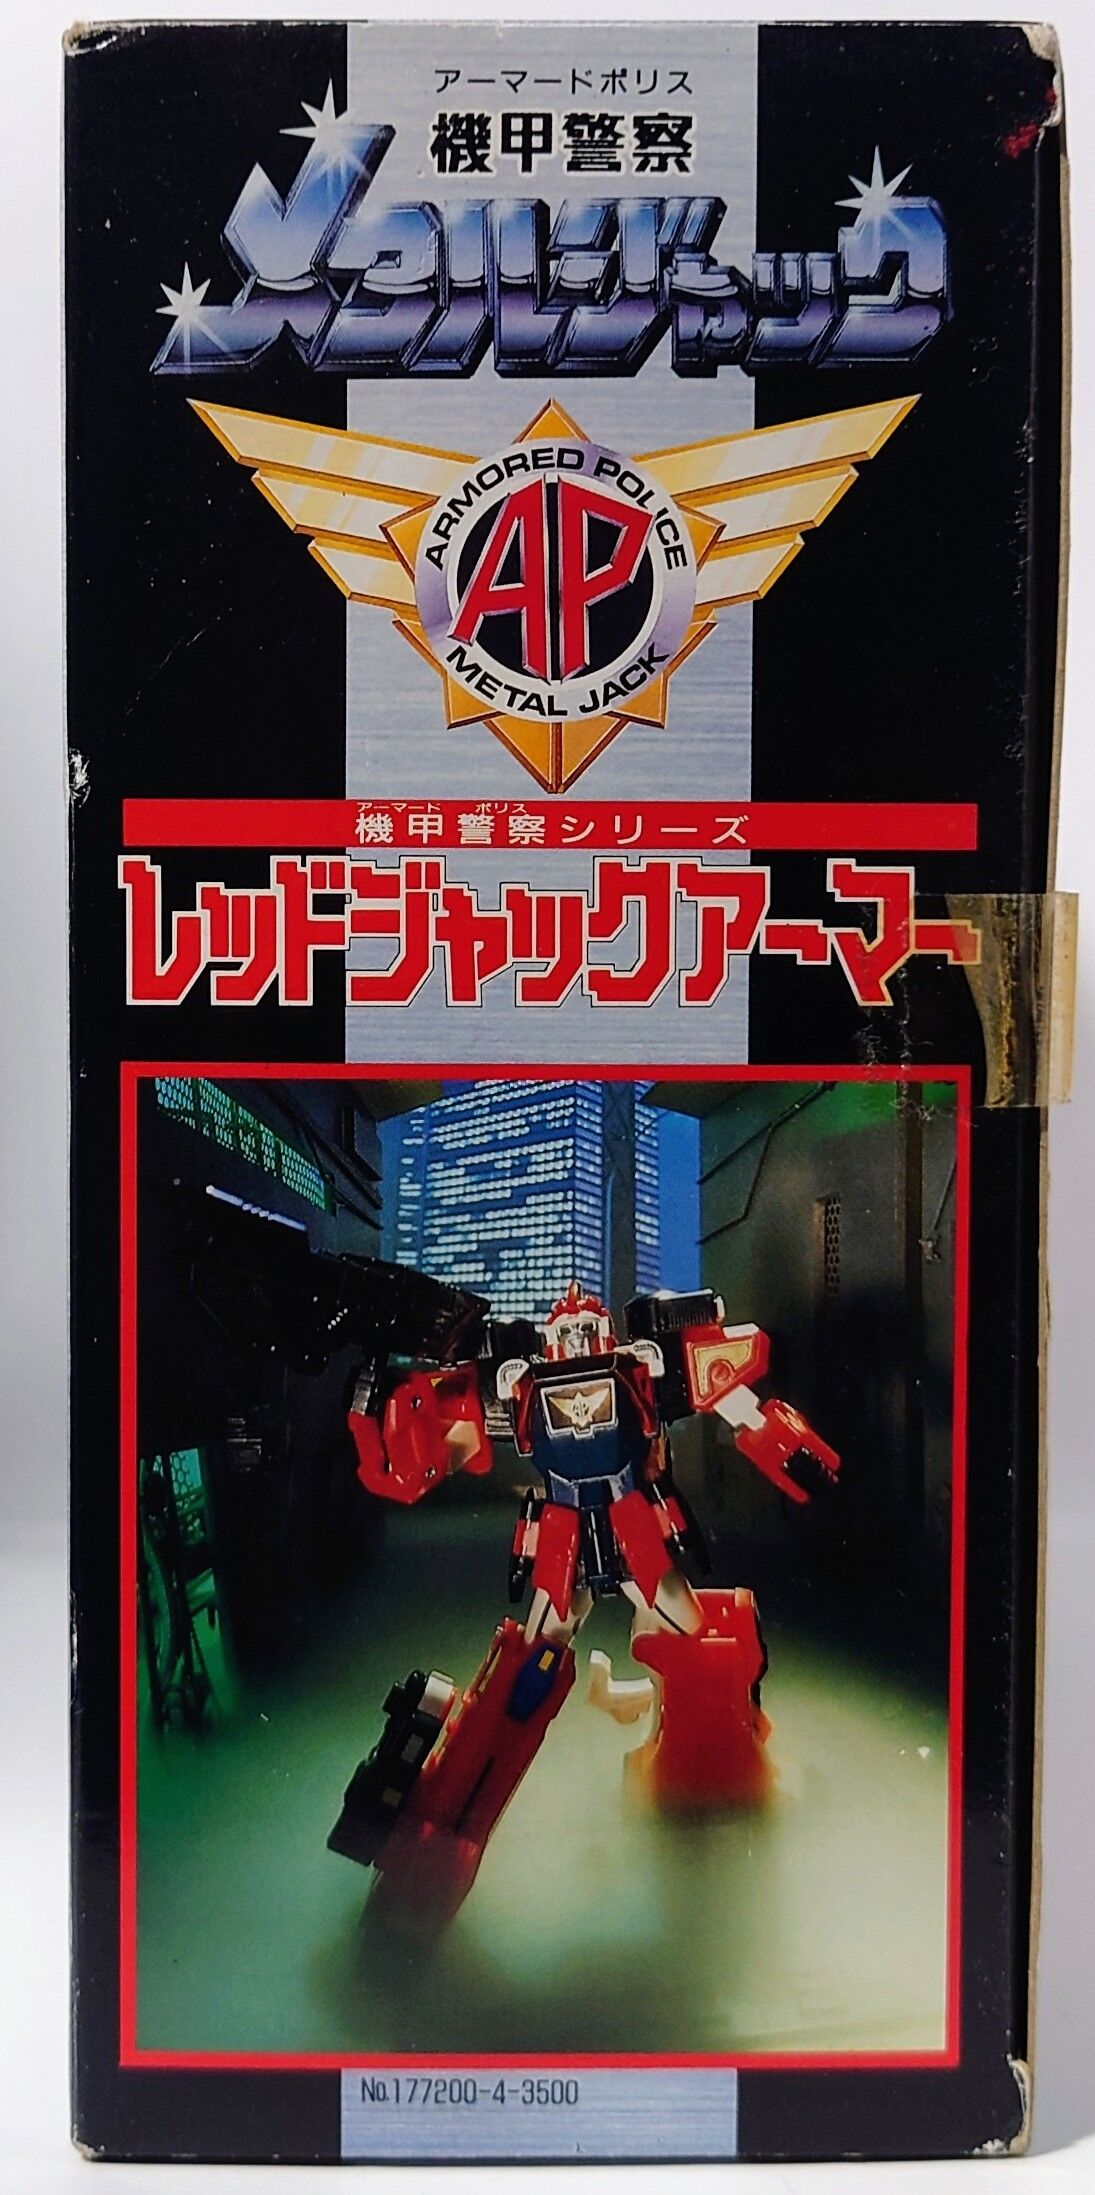 アーマードポリス
機甲警察
メタルジャック
ARMORED POLICE
AP
METAL JACK
アーマード ポリス
機甲警察シリーズ
レッドジャックアーマー
AP
No.177200-4-3500